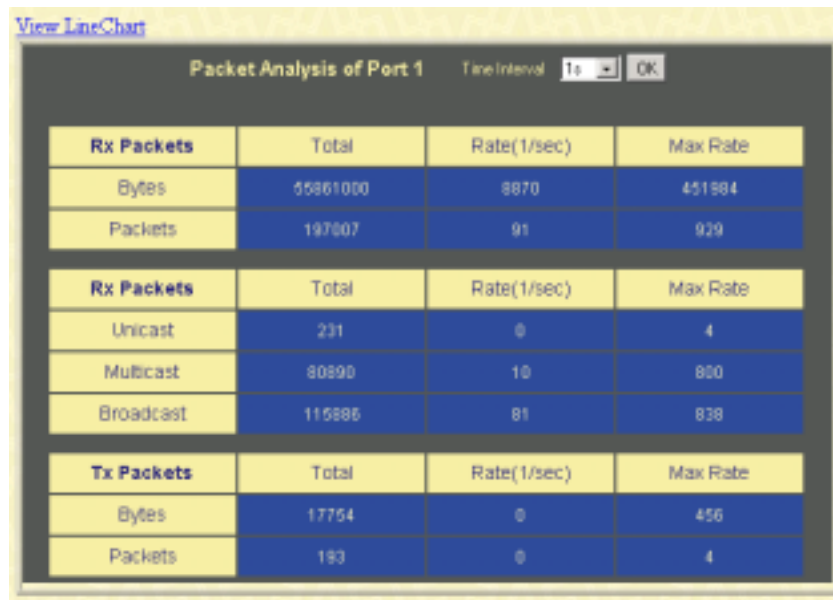 View LineChart
Packet Analysis of Port 1 Time Interval 1s OK
Rx Packets Total Rate(1/sec) Max Rate
Bytes 55861000 8870 451984
Packets 197007 91 929
Rx Packets Total Rate(1/sec) Max Rate
Unicast 231 0 4
Multicast 80890 10 800
Broadcast 115886 81 838
Tx Packets Total Rate(1/sec) Max Rate
Bytes 17754 0 456
Packets 193 0 4